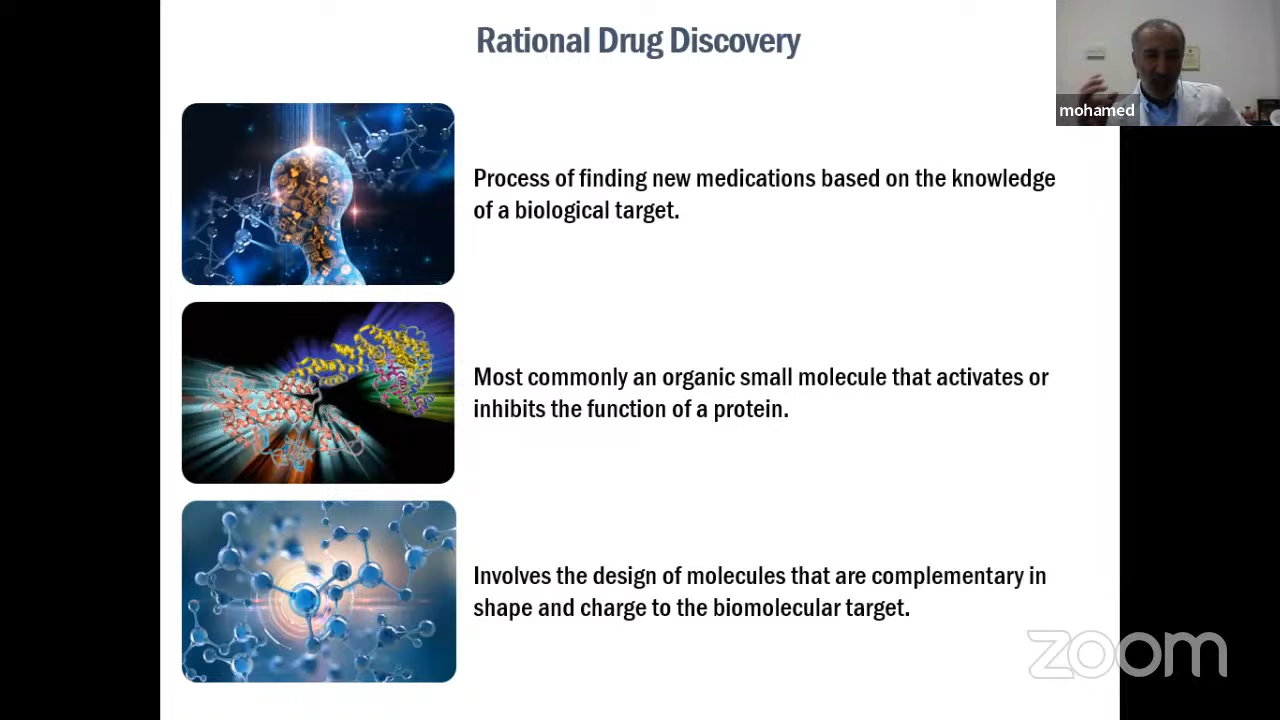 Rational Drug Discovery
mohamed
Process of finding new medications based on the knowledge
of a biological target.
Most commonly an organic small molecule that activates or
inhibits the function of a protein.
Involves the design of molecules that are complementary in
shape and charge to the biomolecular target.
zoom